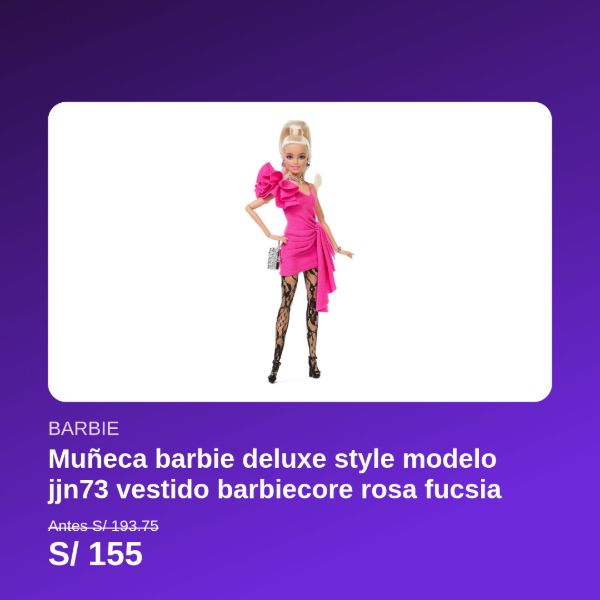 BARBIE
Muñeca barbie deluxe style modelo
jjn73 vestido barbiecore rosa fucsia
Antes S/ 193.75
S/ 155